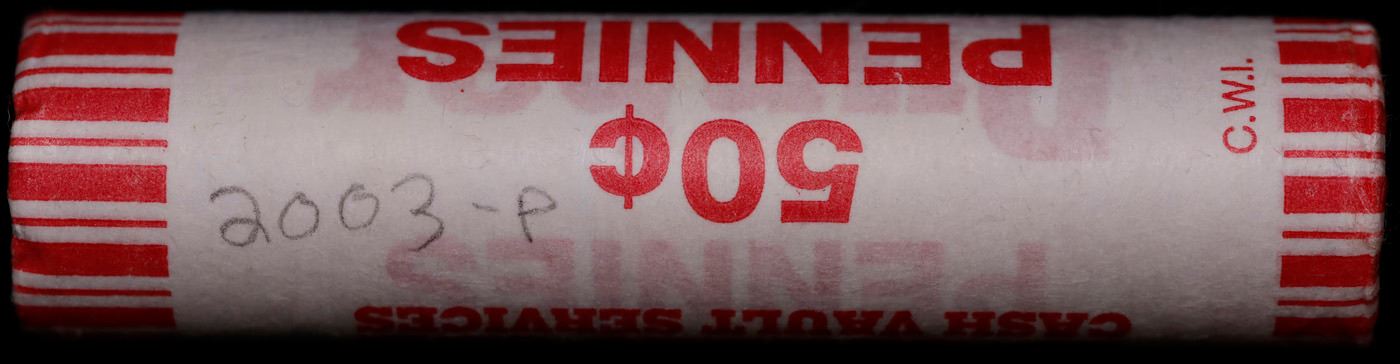 PENNIES
50¢
C.W.I.
2003-P
CASH VAULT SERVICES